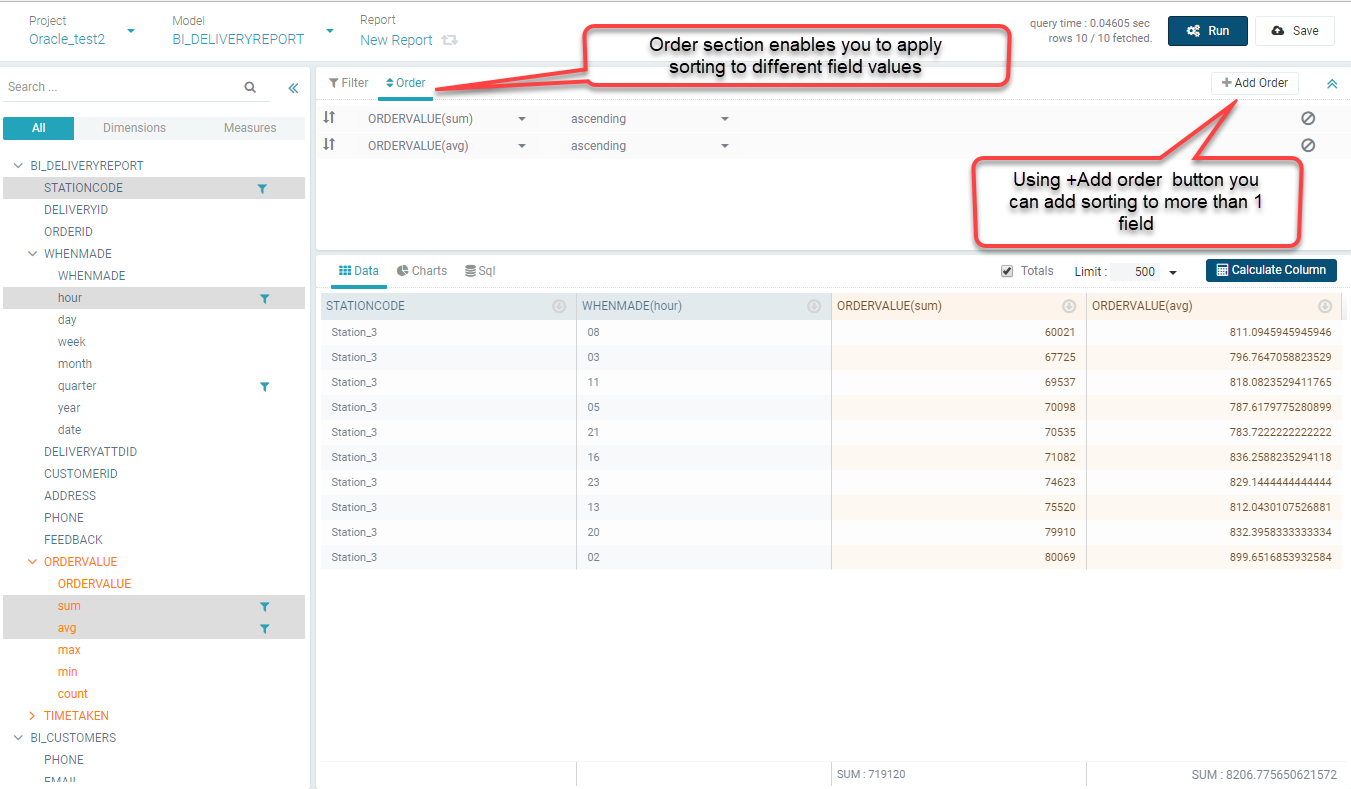 Project
Oracle_test2
Model
BI_DELIVERYREPORT
Report
New Report
query time : 0.04605 sec
rows 10 / 10 fetched.
Run
Save
Order section enables you to apply
sorting to different field values
Search ...
Filter
Order
Add Order
All
Dimensions
Measures
ORDERVALUE(sum) ascending
ORDERVALUE(avg) ascending
Using +Add order button you
can add sorting to more than 1
field
BI_DELIVERYREPORT
STATIONCODE
DELIVERYID
ORDERID
WHENMADE
WHENMADE
hour
day
week
month
quarter
year
date
DELIVERYATTDID
CUSTOMERID
ADDRESS
PHONE
FEEDBACK
ORDERVALUE
ORDERVALUE
sum
avg
max
min
count
TIMETAKEN
BI_CUSTOMERS
PHONE
EMAIL
Data
Charts
Sql
Totals
Limit : 500
Calculate Column
STATIONCODE WHENMADE(hour) ORDERVALUE(sum) ORDERVALUE(avg)
Station_3 08 60021 811.0945945945946
Station_3 03 67725 796.7647058823529
Station_3 11 69537 818.0823529411765
Station_3 05 70098 787.6179775280899
Station_3 21 70535 783.7222222222222
Station_3 16 71082 836.2588235294118
Station_3 23 74623 829.1444444444444
Station_3 13 75520 812.0430107526881
Station_3 20 79910 832.3958333333334
Station_3 02 80069 899.6516853932584
SUM : 719120 SUM : 8206.775650621572